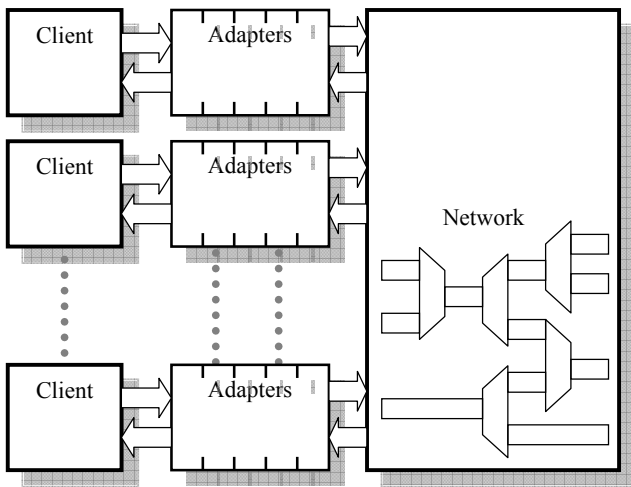 Client
Adapters
Client
Adapters
Network
Client
Adapters